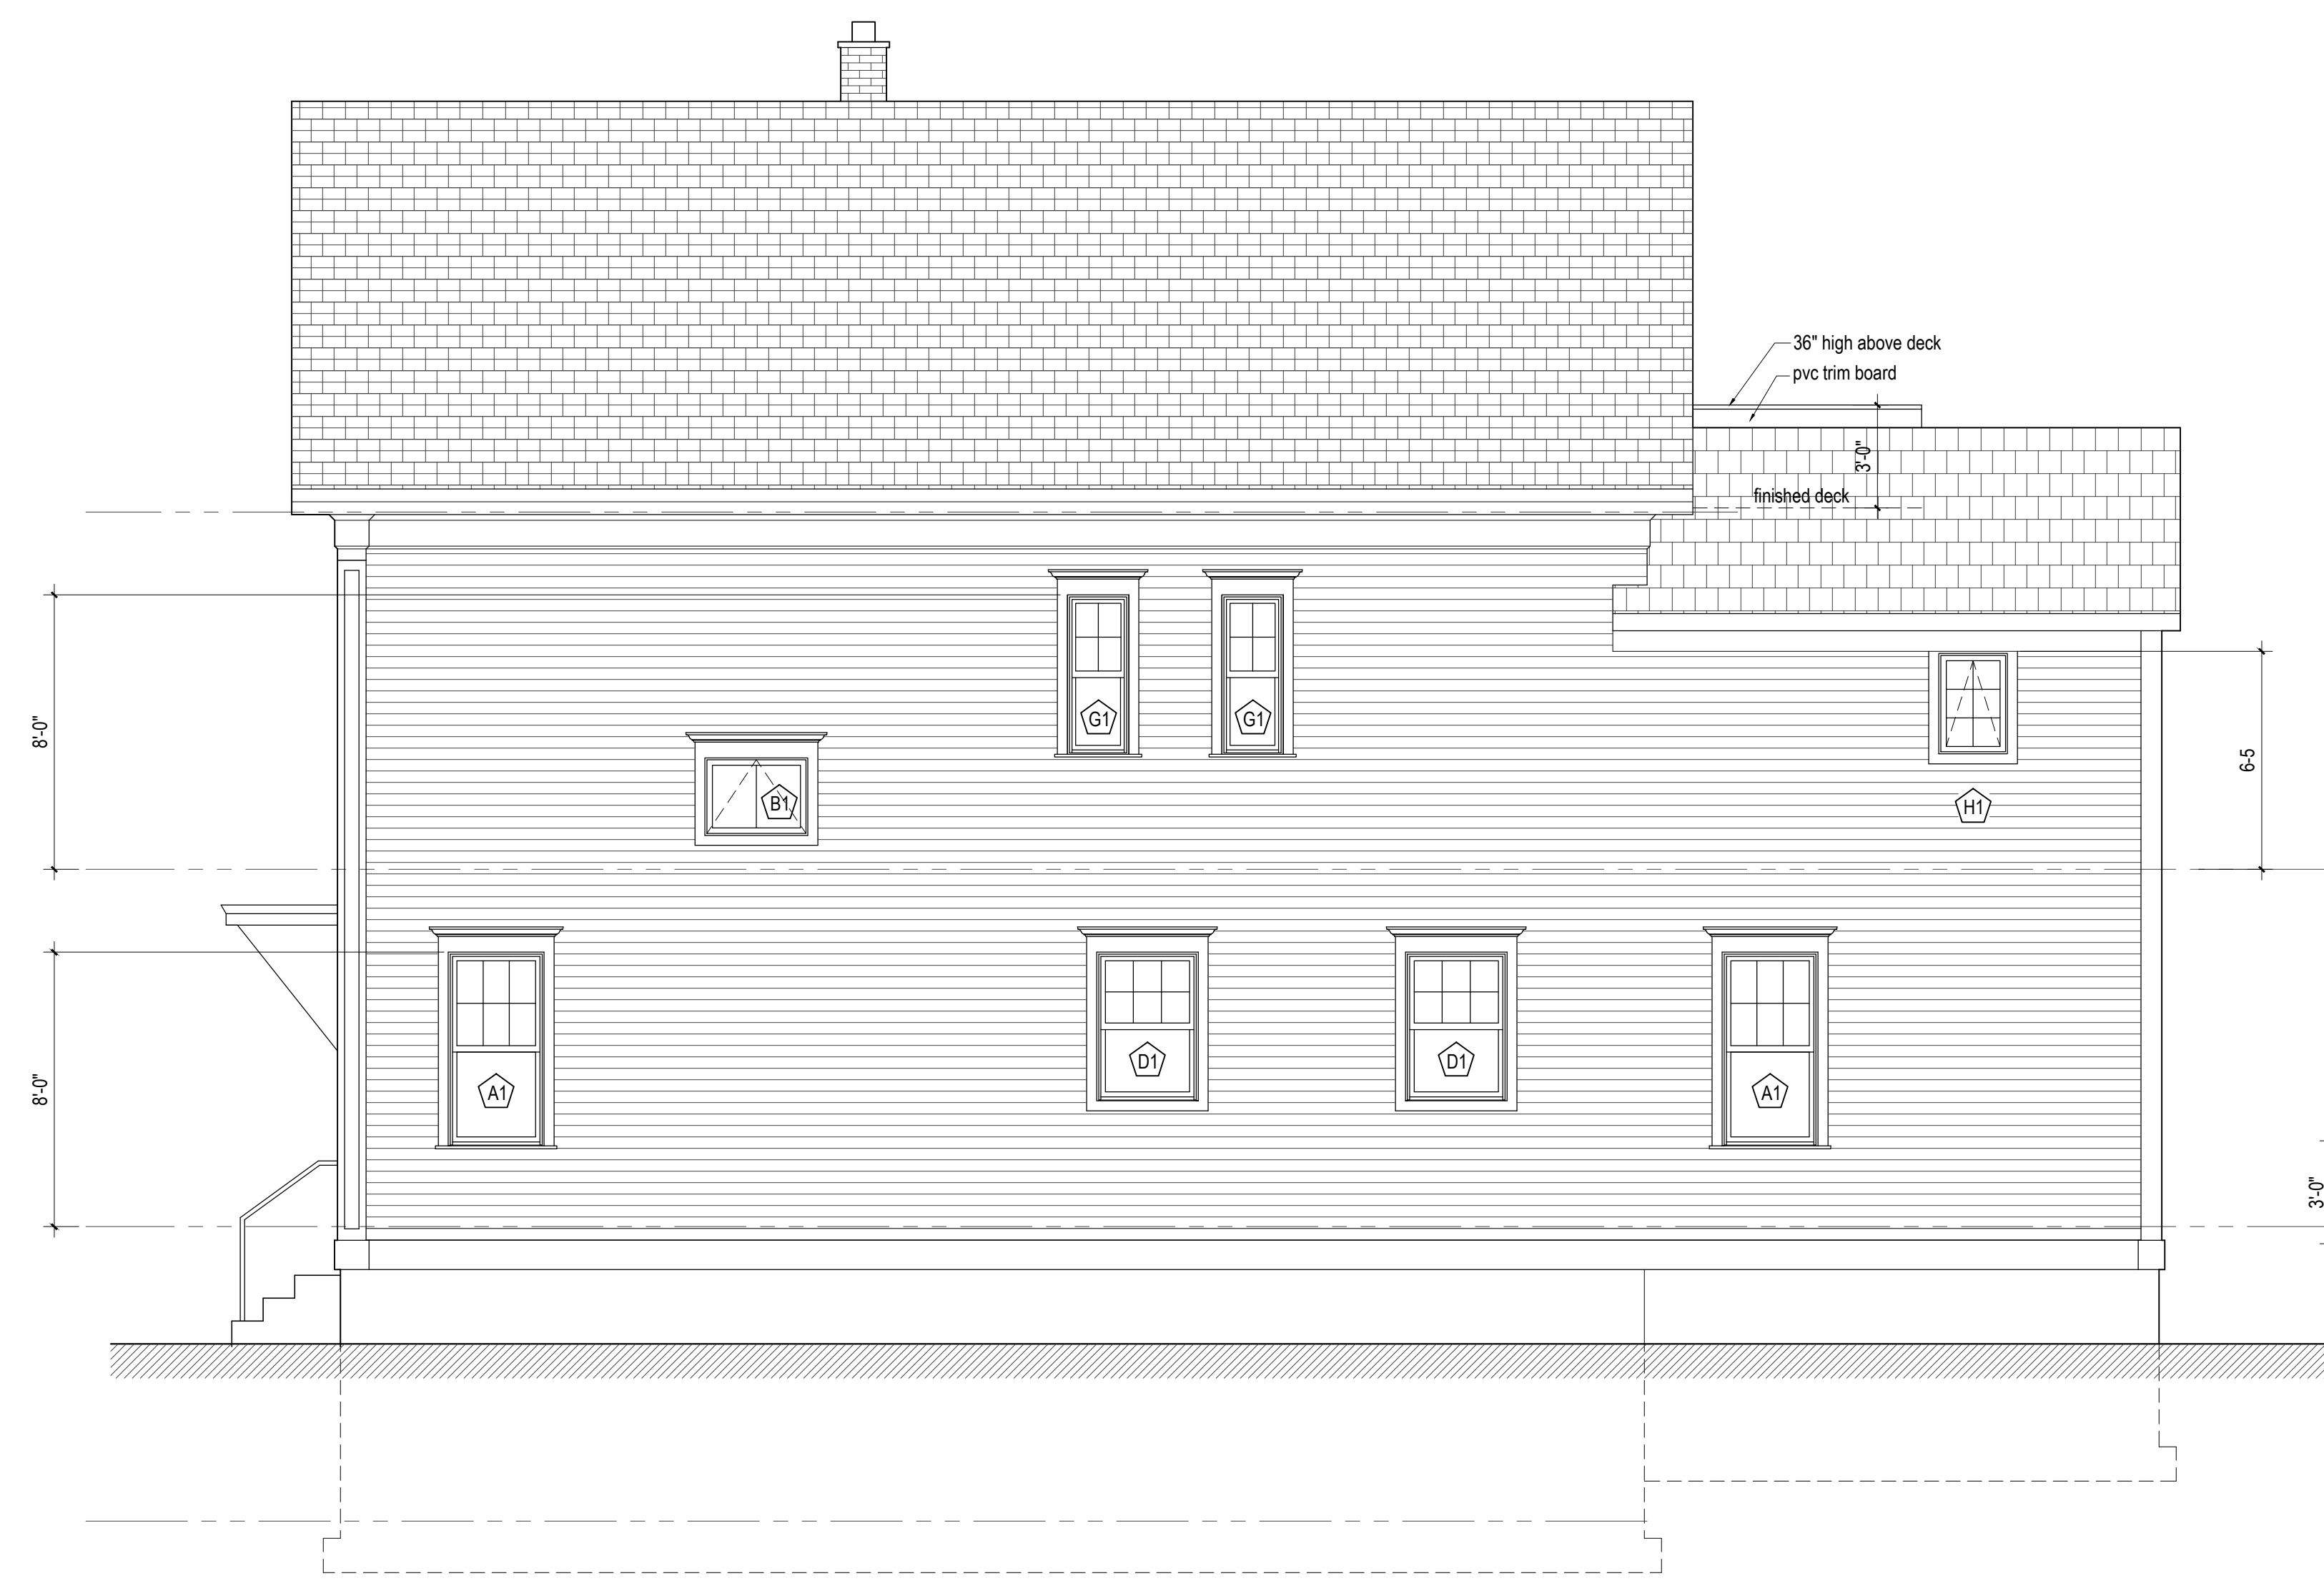 36" high above deck
pvc trim board
3'-0"
finished deck
8'-0"
G1
G1
6-5
B1
H1
8'-0"
D1
D1
A1
A1
3'-0"